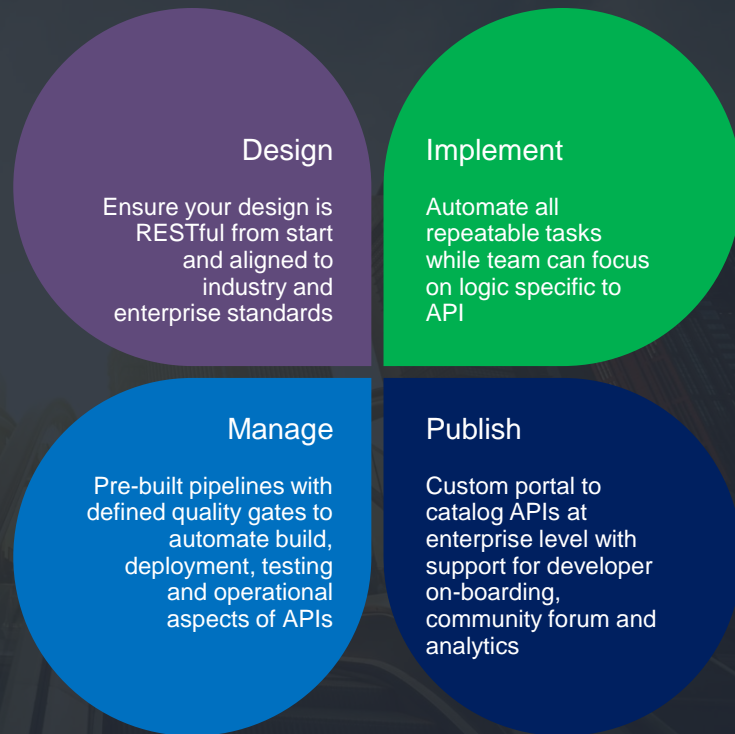 Design
Ensure your design is
RESTful from start
and aligned to
industry and
enterprise standards
Implement
Automate all
repeatable tasks
while team can focus
on logic specific to
API
Manage
Pre-built pipelines with
defined quality gates to
automate build,
deployment, testing
and operational
aspects of APIs
Publish
Custom portal to
catalog APIs at
enterprise level with
support for developer
on-boarding,
community forum and
analytics